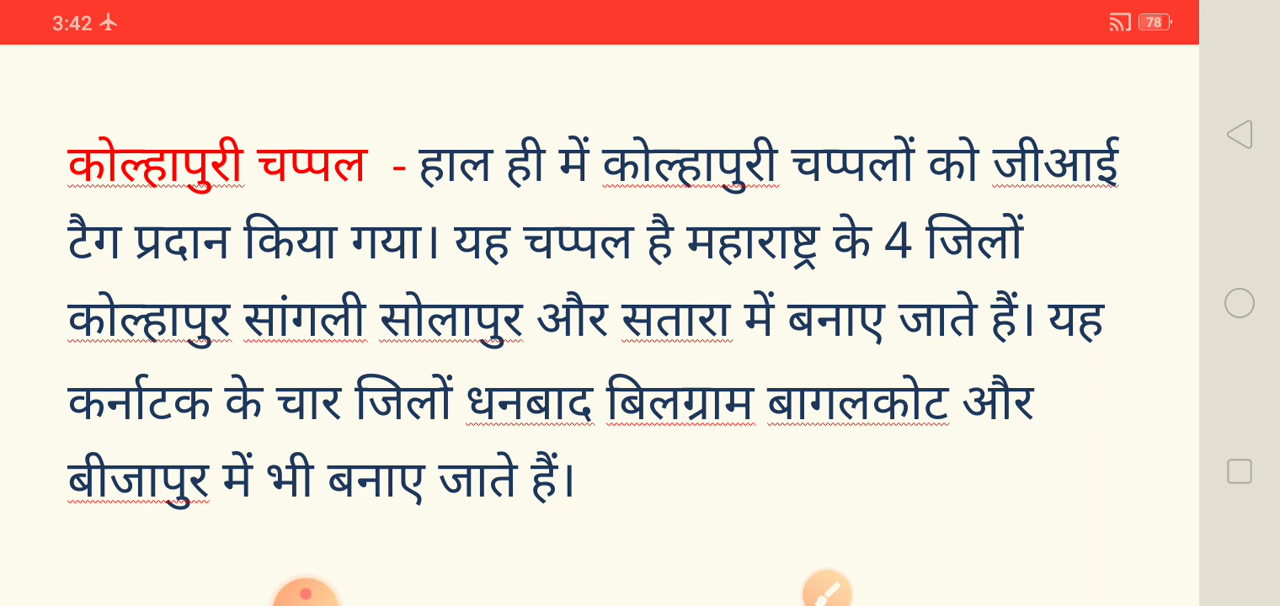 3:42
78
कोल्हापुरी चप्पल - हाल ही में कोल्हापुरी चप्पलों को जीआई
टैग प्रदान किया गया। यह चप्पल है महाराष्ट्र के 4 जिलों
कोल्हापुर सांगली सोलापुर और सतारा में बनाए जाते हैं। यह
कर्नाटक के चार जिलों धनबाद बिलग्राम बागलकोट और
बीजापुर में भी बनाए जाते हैं।